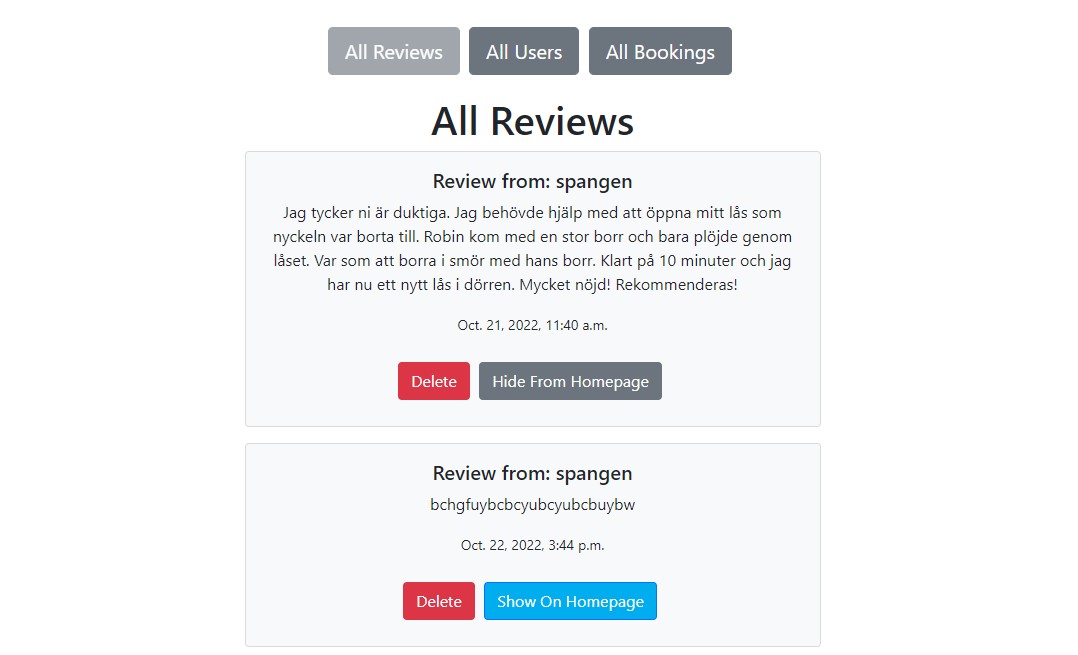 All Reviews All Users All Bookings
All Reviews
Review from: spangen
Jag tycker ni är duktiga. Jag behövde hjälp med att öppna mitt lås som
nyckeln var borta till. Robin kom med en stor borr och bara plöjde genom
låset. Var som att borra i smör med hans borr. Klart på 10 minuter och jag
har nu ett nytt lås i dörren. Mycket nöjd! Rekommenderas!
Oct. 21, 2022, 11:40 a.m.
Delete Hide From Homepage
Review from: spangen
bchgfuybcbcyubcyubcbuybw
Oct. 22, 2022, 3:44 p.m.
Delete Show On Homepage